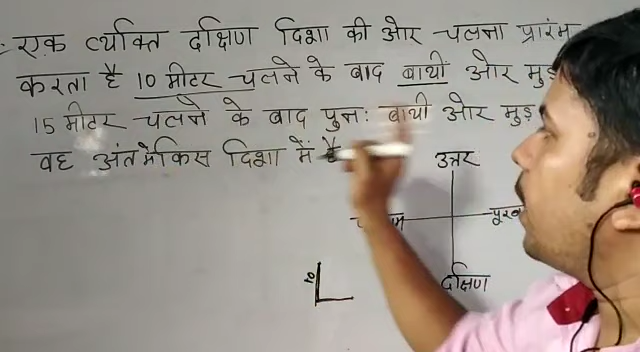 एक व्यक्ति दक्षिण दिशा की ओर चलना प्रारंभ
करता है 10 मीटर चलने के बाद बायीं ओर मुड़
15 मीटर चलने के बाद पुन: बायी ओर मुड़
वह अंत में किस दिशा में है
उत्तर
पूरब
दक्षिण
10